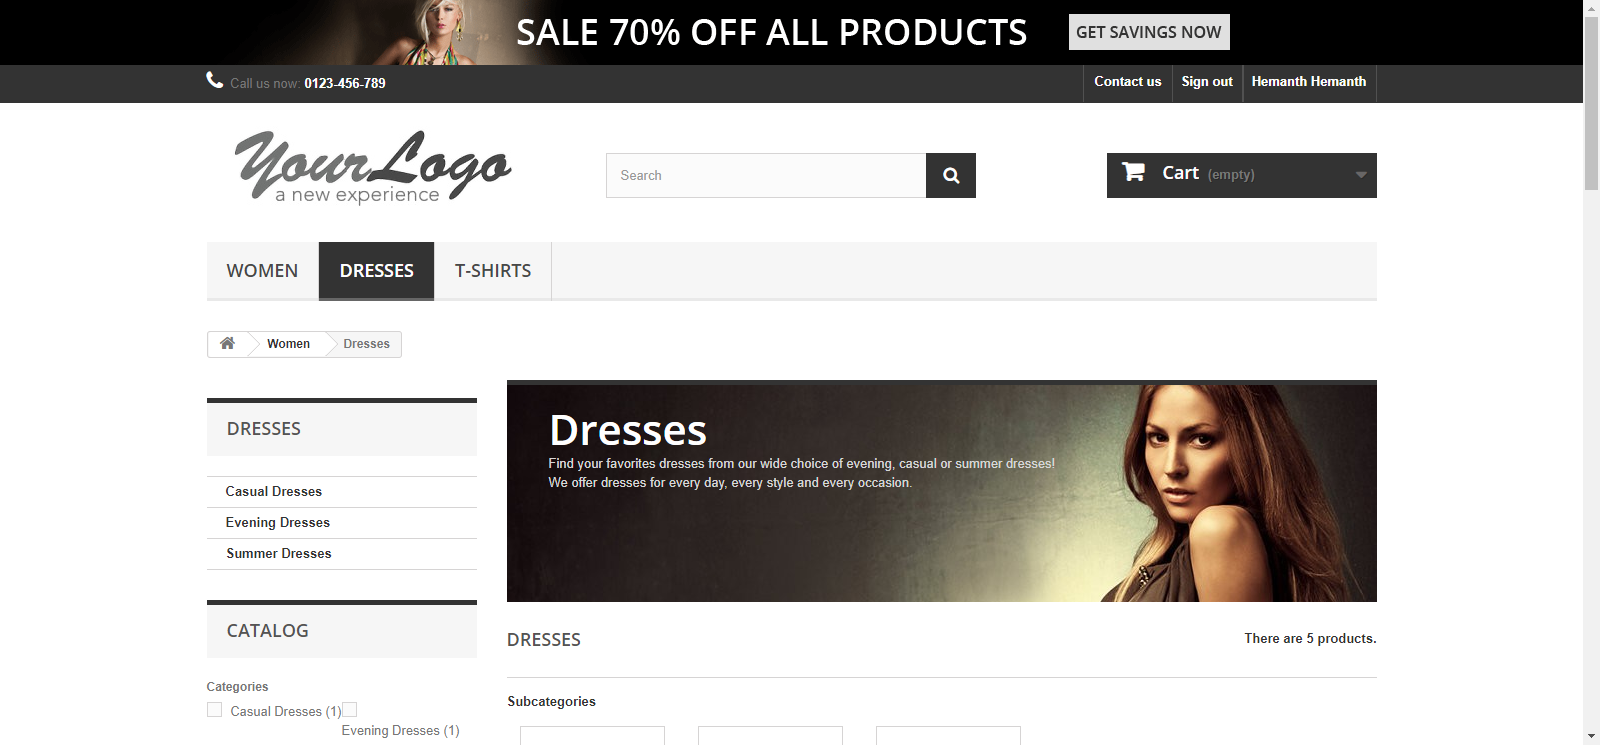 SALE 70% OFF ALL PRODUCTS
GET SAVINGS NOW
Call us now: 0123-456-789
Contact us
Sign out
Hemanth Hemanth
YourLogo
a new experience
Search
Cart (empty)
WOMEN
DRESSES
T-SHIRTS
Women
Dresses
DRESSES
Casual Dresses
Evening Dresses
Summer Dresses
CATALOG
Categories
Casual Dresses (1)
Evening Dresses (1)
Dresses
Find your favorites dresses from our wide choice of evening, casual or summer dresses!
We offer dresses for every day, every style and every occasion.
DRESSES
There are 5 products.
Subcategories